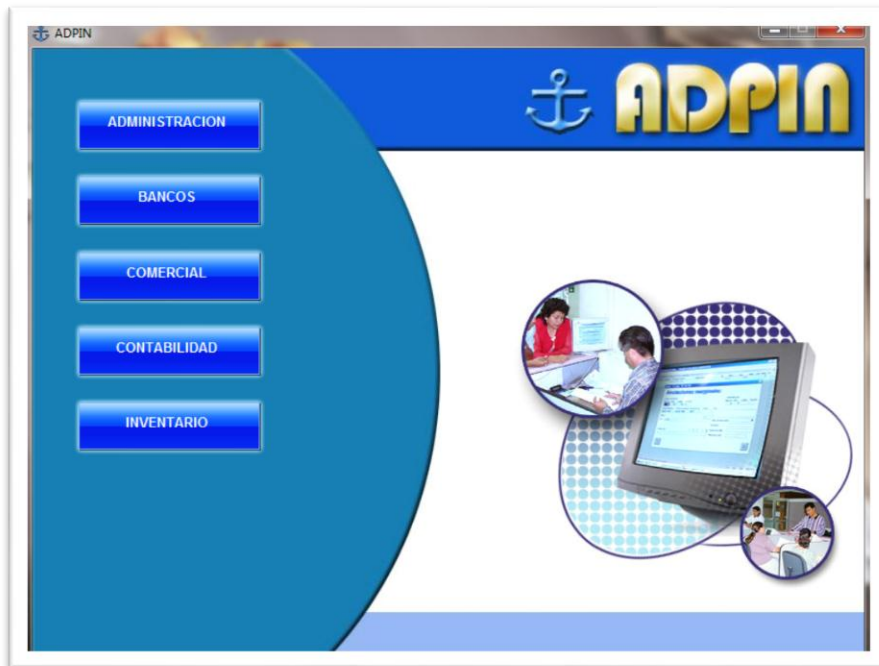 ADPIN
ADPIN
ADMINISTRACION
BANCOS
COMERCIAL
CONTABILIDAD
INVENTARIO